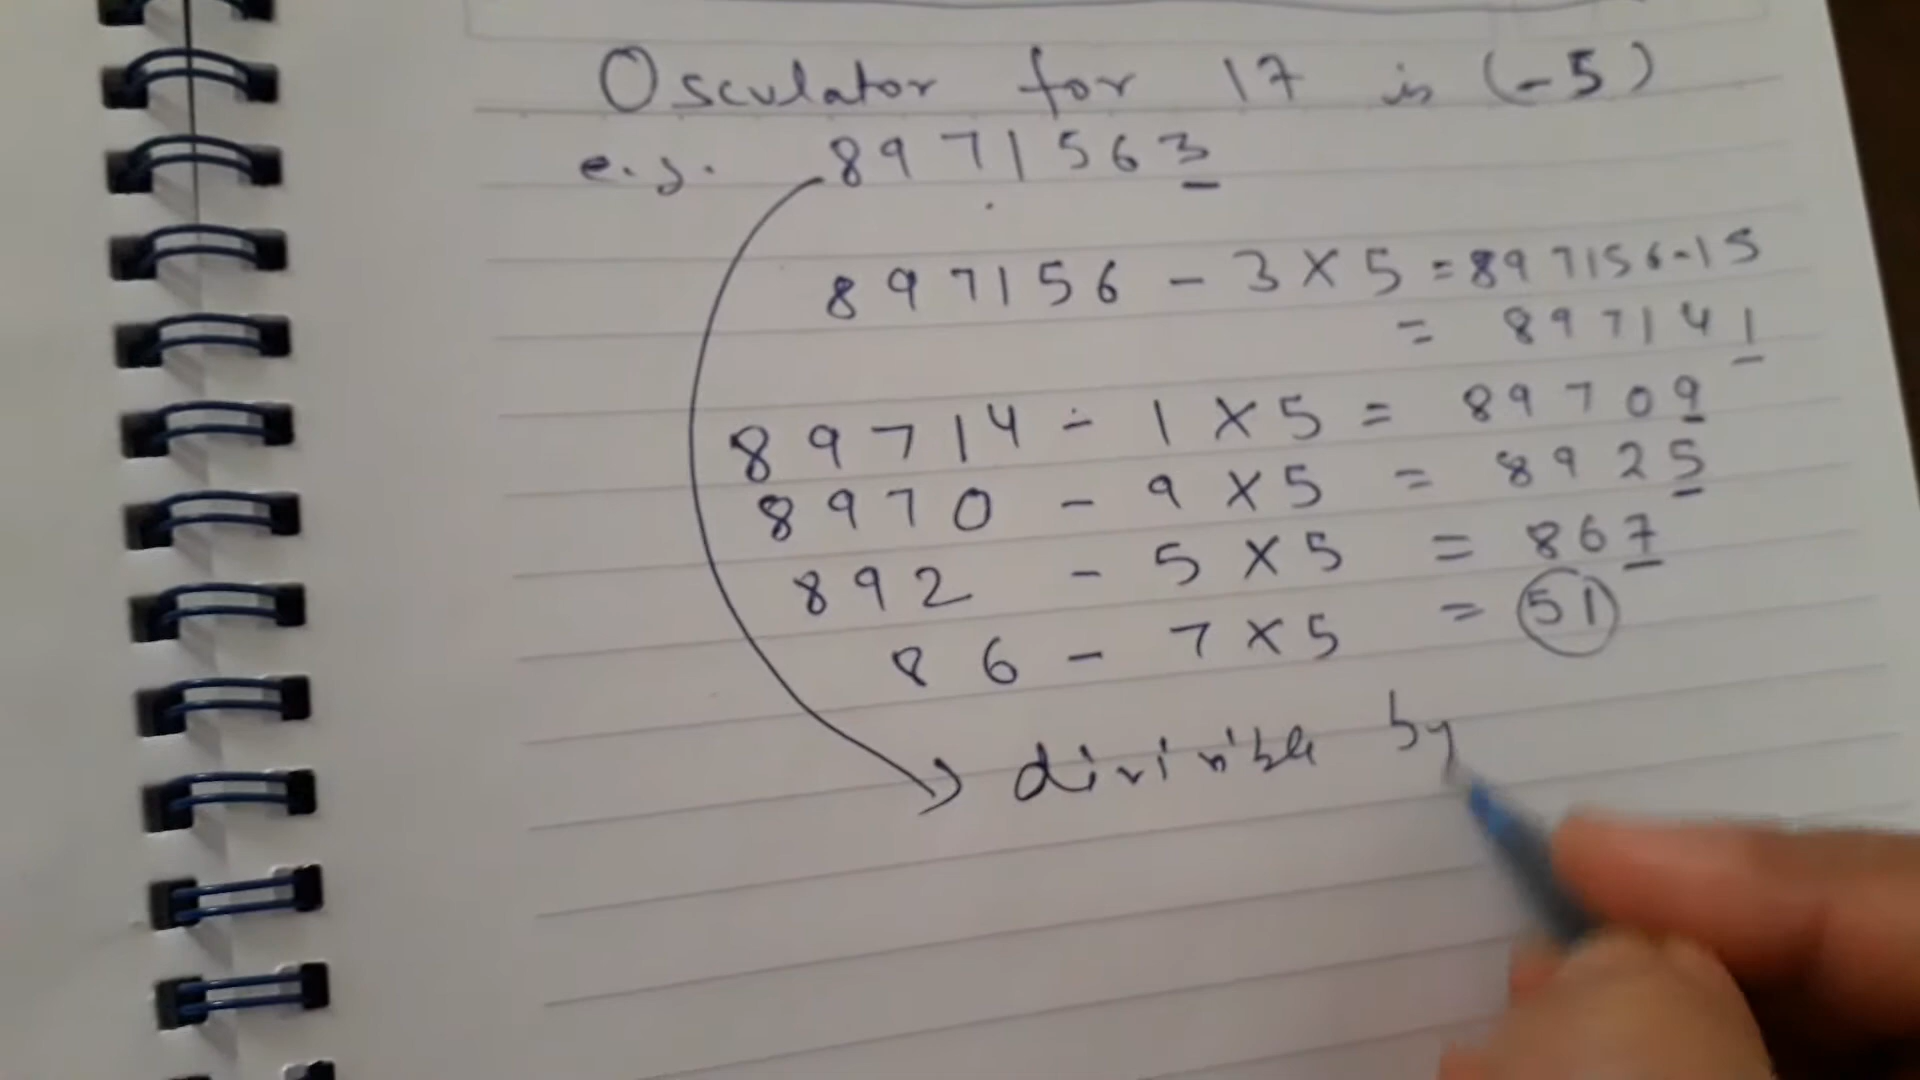 Osculator for 17 is (-5)
e.g. 8971563
897156 - 3 X 5 = 897156-15
= 897141
89714 - 1 X 5 = 89709
8970 - 9 X 5 = 8925
892 - 5 X 5 = 867
86 - 7 X 5 = 51
divisible by